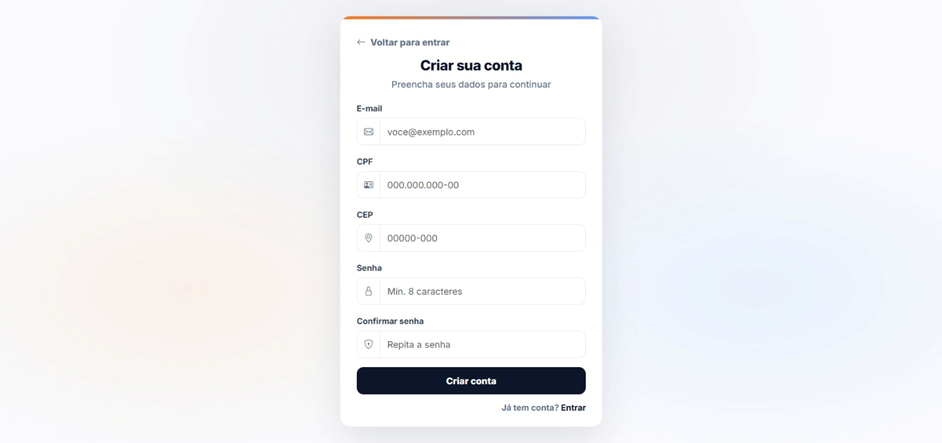 Voltar para entrar
Criar sua conta
Preencha seus dados para continuar
E-mail
voce@exemplo.com
CPF
000.000.000-00
CEP
00000-000
Senha
Mín. 8 caracteres
Confirmar senha
Repita a senha
Criar conta
Já tem conta? Entrar